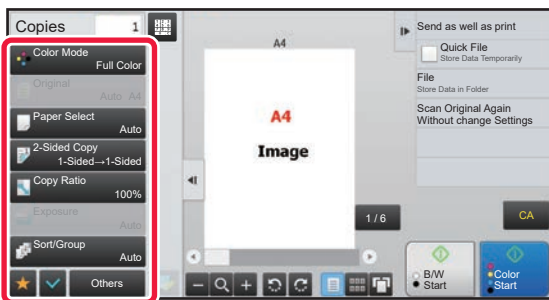 Copies 1
Color Mode
Full Color
Original
Auto A4
Paper Select
Auto
2-Sided Copy
1-Sided→1-Sided
Copy Ratio
100%
Exposure
Auto
Sort/Group
Auto
Others
A4
A4
Image
1 / 6
Send as well as print
Quick File
Store Data Temporarily
File
Store Data in Folder
Scan Original Again
Without change Settings
CA
B/W
Start
Color
Start